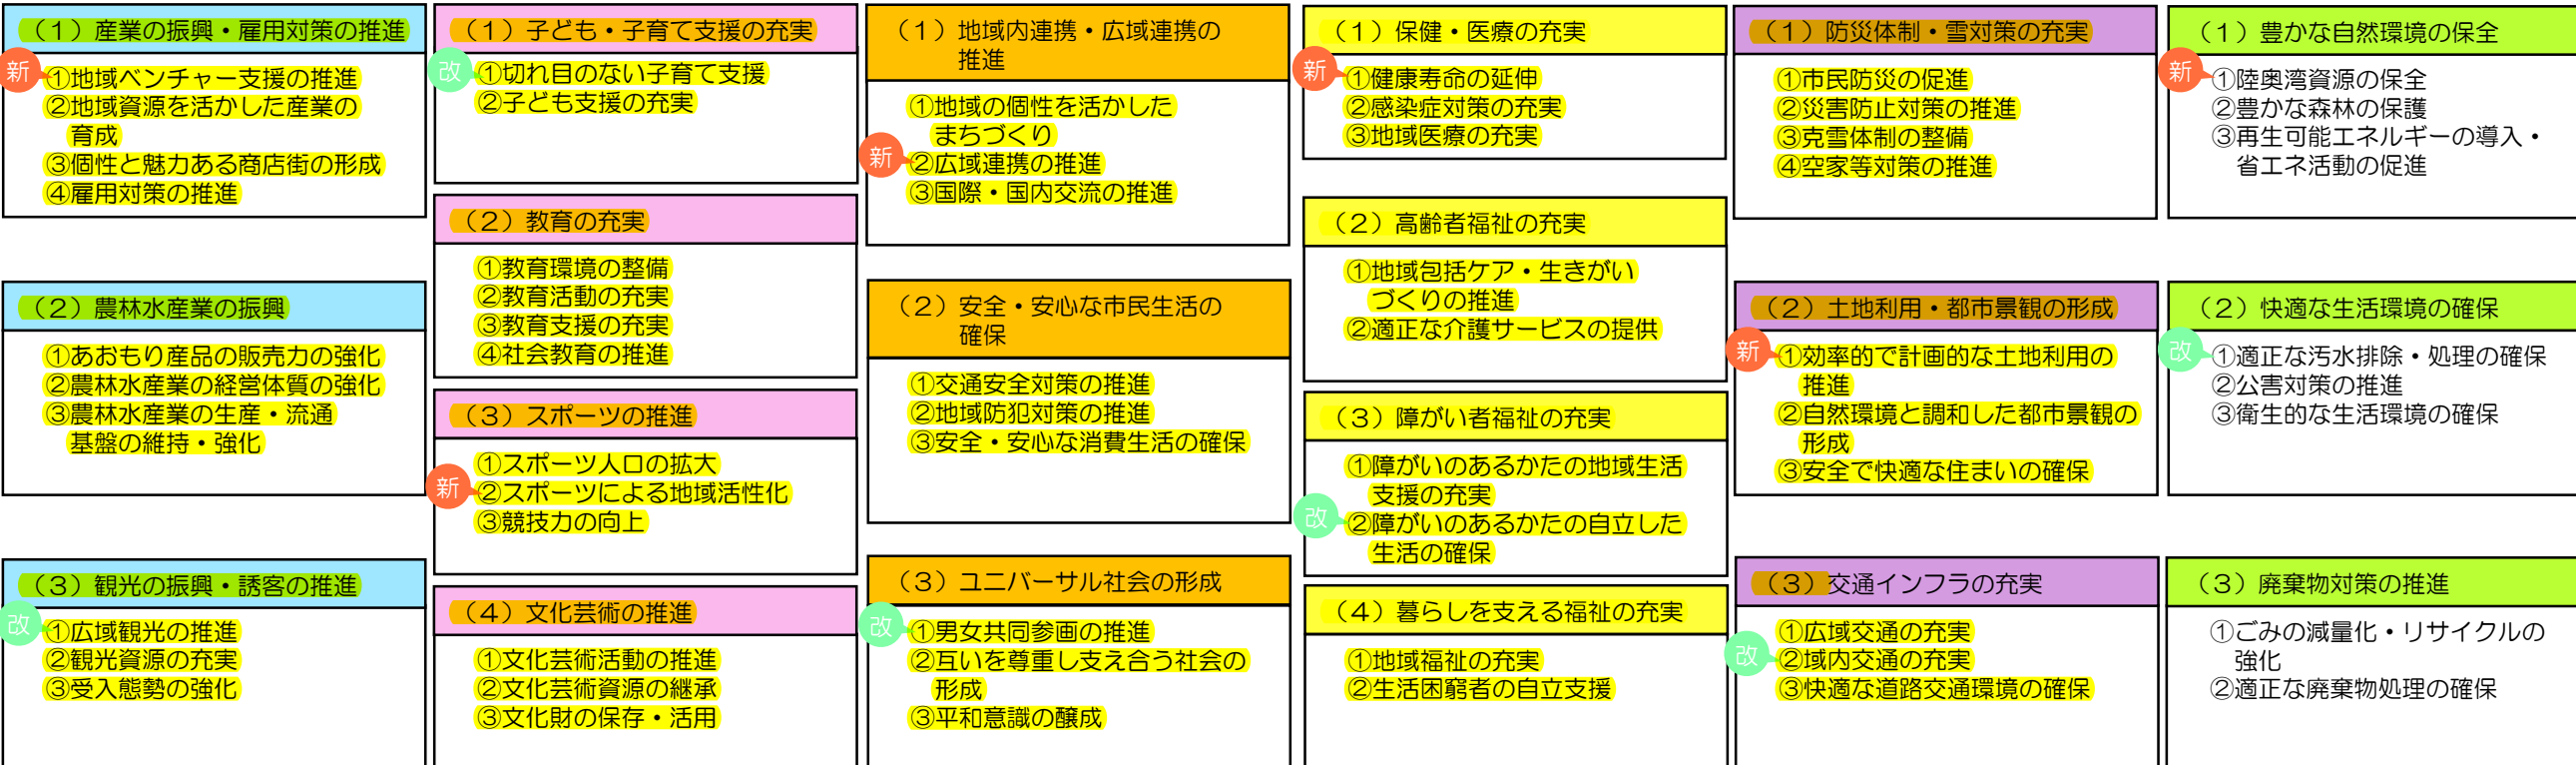 （１）産業の振興・雇用対策の推進
新
①地域ベンチャー支援の推進
②地域資源を活かした産業の
育成
③個性と魅力ある商店街の形成
④雇用対策の推進
（２）農林水産業の振興
①あおもり産品の販売力の強化
②農林水産業の経営体質の強化
③農林水産業の生産・流通
基盤の維持・強化
（３）観光の振興・誘客の推進
改
①広域観光の推進
②観光資源の充実
③受入態勢の強化
（１）子ども・子育て支援の充実
改
①切れ目のない子育て支援
②子ども支援の充実
（２）教育の充実
①教育環境の整備
②教育活動の充実
③教育支援の充実
④社会教育の推進
（３）スポーツの推進
①スポーツ人口の拡大
新
②スポーツによる地域活性化
③競技力の向上
（４）文化芸術の推進
①文化芸術活動の推進
②文化芸術資源の継承
③文化財の保存・活用
（１）地域内連携・広域連携の
推進
①地域の個性を活かした
まちづくり
新
②広域連携の推進
③国際・国内交流の推進
（２）安全・安心な市民生活の
確保
①交通安全対策の推進
②地域防犯対策の推進
③安全・安心な消費生活の確保
（３）ユニバーサル社会の形成
改
①男女共同参画の推進
②互いを尊重し支え合う社会の
形成
③平和意識の醸成
（１）保健・医療の充実
新
①健康寿命の延伸
②感染症対策の充実
③地域医療の充実
（２）高齢者福祉の充実
①地域包括ケア・生きがい
づくりの推進
②適正な介護サービスの提供
（３）障がい者福祉の充実
①障がいのあるかたの地域生活
支援の充実
改
②障がいのあるかたの自立した
生活の確保
（４）暮らしを支える福祉の充実
①地域福祉の充実
②生活困窮者の自立支援
（１）防災体制・雪対策の充実
①市民防災の促進
②災害防止対策の推進
③克雪体制の整備
④空家等対策の推進
（２）土地利用・都市景観の形成
新
①効率的で計画的な土地利用の
推進
②自然環境と調和した都市景観の
形成
③安全で快適な住まいの確保
（３）交通インフラの充実
①広域交通の充実
改
②域内交通の充実
③快適な道路交通環境の確保
（１）豊かな自然環境の保全
新
①陸奥湾資源の保全
②豊かな森林の保護
③再生可能エネルギーの導入・
省エネ活動の促進
（２）快適な生活環境の確保
改
①適正な汚水排除・処理の確保
②公害対策の推進
③衛生的な生活環境の確保
（３）廃棄物対策の推進
①ごみの減量化・リサイクルの
強化
②適正な廃棄物処理の確保